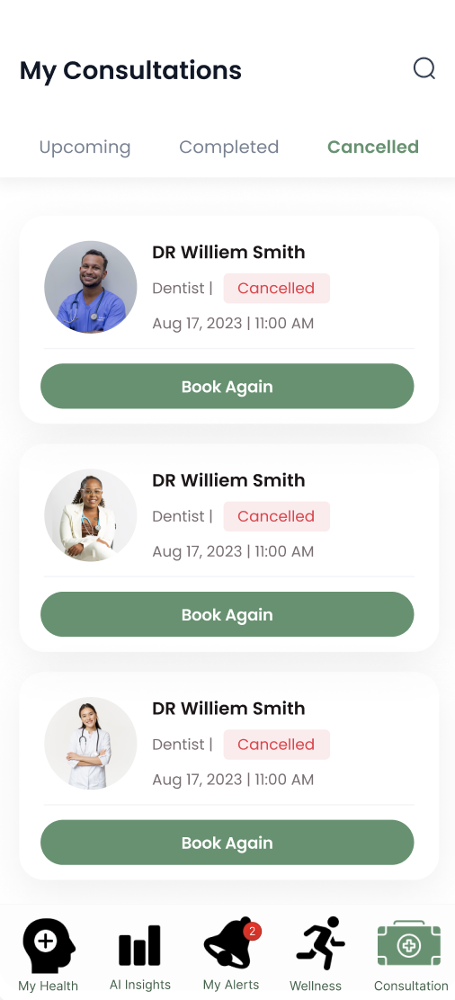 My Consultations
Upcoming Completed Cancelled
DR Williem Smith
Dentist | Cancelled
Aug 17, 2023 | 11:00 AM
Book Again
DR Williem Smith
Dentist | Cancelled
Aug 17, 2023 | 11:00 AM
Book Again
DR Williem Smith
Dentist | Cancelled
Aug 17, 2023 | 11:00 AM
Book Again
2
My Health AI Insights My Alerts Wellness Consultation